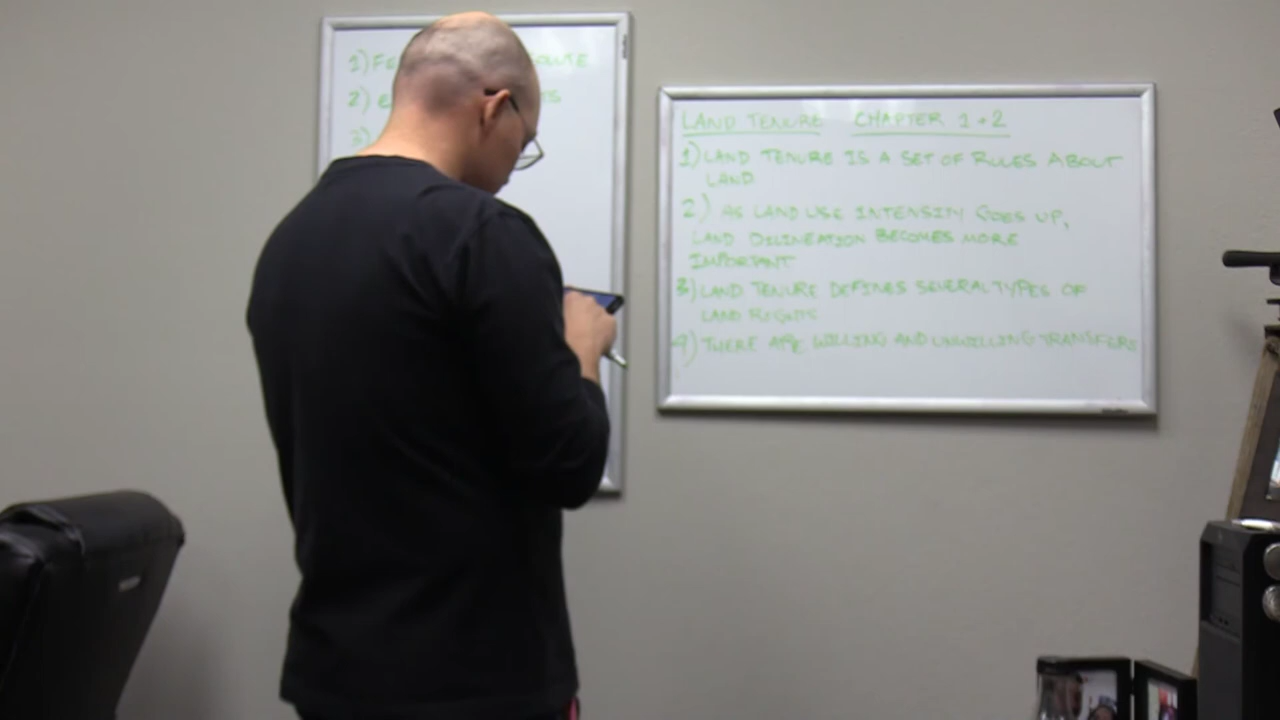 1) FE
2) E
3)
LAND TENURE CHAPTER 1+2
1) LAND TENURE IS A SET OF RULES ABOUT
LAND
2) AS LAND USE INTENSITY GOES UP,
LAND DILINEATION BECOMES MORE
IMPORTANT
3) LAND TENURE DEFINES SEVERAL TYPES OF
LAND RIGHTS
4) THERE ARE WILLING AND UNWILLING TRANSFERS